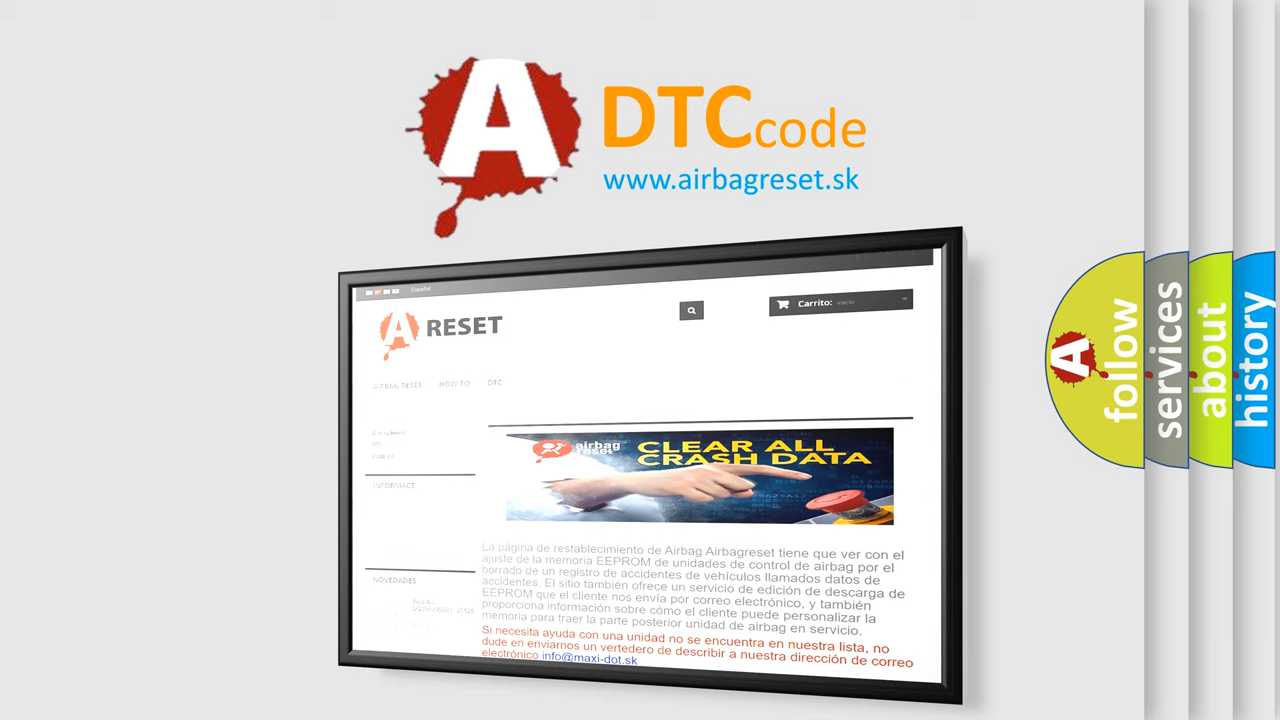 A DTCcode
www.airbagreset.sk
Español
A RESET
Carrito: vacío
AIRBAG RESET HOW TO DTC
INFORMACE
CLEAR ALL
CRASH DATA
airbag
reset
La página de restablecimiento de Airbag Airbagreset tiene que ver con el
ajuste de la memoria EEPROM de unidades de control de airbag por el
borrado de un registro de accidentes de vehículos llamados datos de
accidentes. El sitio también ofrece un servicio de edición de descarga de
EEPROM que el cliente nos envía por correo electrónico, y también
proporciona información sobre cómo el cliente puede personalizar la
memoria para traer la parte posterior unidad de airbag en servicio.
Si necesita ayuda con una unidad no se encuentra en nuestra lista, no
dude en enviarnos un vertedero de describir a nuestra dirección de correo
electrónico info@maxi-dot.sk
NOVEDADES
A follow
services
about
history